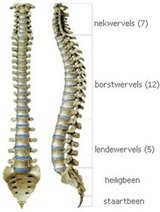 nekwervels (7)
borstwervels (12)
lendewervels (5)
heiligbeen
staartbeen